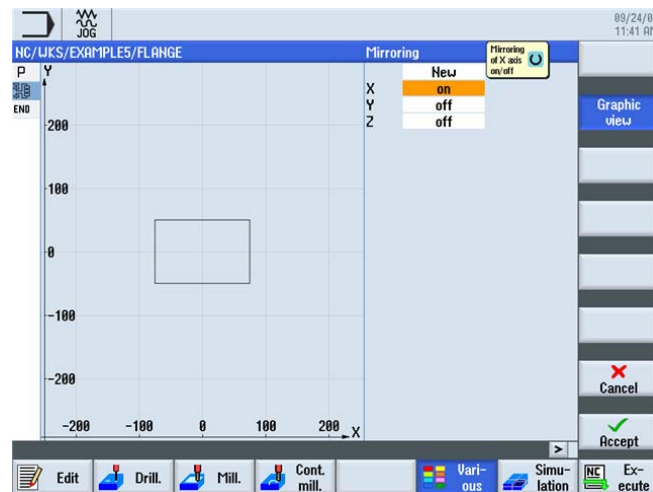 JOG
09/24/0
11:41 AM
NC/WKS/EXAMPLE5/FLANGE
Mirroring
Mirroring
of X axis
on/off
P
END
Y
200
100
0
-100
-200
-200 -100 0 100 200 X
New
X on
Y off
Z off
Graphic
view
Cancel
Accept
>
Edit
Drill.
Mill.
Cont.
mill.
Vari-
ous
Simu-
lation
NC
Ex-
ecute